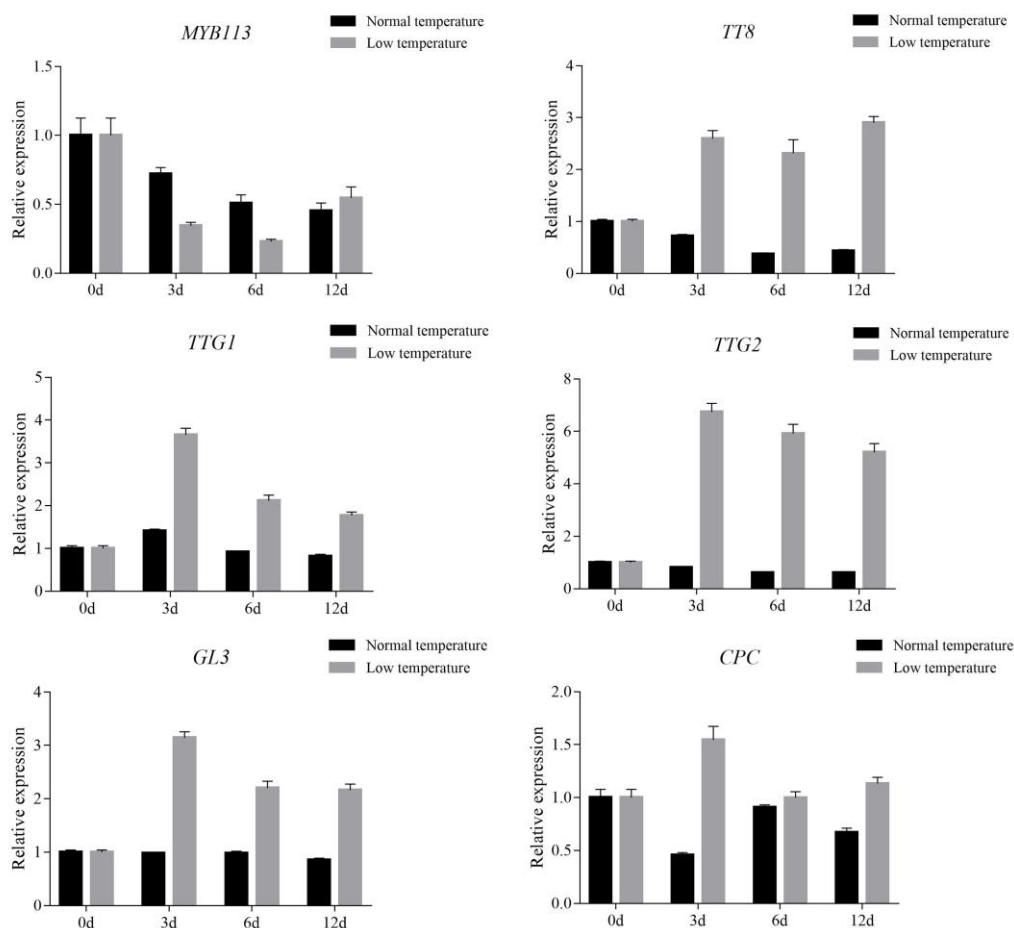 MYB113
Normal temperature
Low temperature
Relative expression
1.5
1.0
0.5
0.0
0d 3d 6d 12d
TT8
Normal temperature
Low temperature
Relative expression
4
3
2
1
0
0d 3d 6d 12d
TTG1
Normal temperature
Low temperature
Relative expression
5
4
3
2
1
0
0d 3d 6d 12d
TTG2
Normal temperature
Low temperature
Relative expression
8
6
4
2
0
0d 3d 6d 12d
GL3
Normal temperature
Low temperature
Relative expression
4
3
2
1
0
0d 3d 6d 12d
CPC
Normal temperature
Low temperature
Relative expression
2.0
1.5
1.0
0.5
0.0
0d 3d 6d 12d